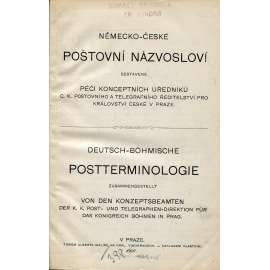 NĚMECKO-ČESKÉ
POŠTOVNÍ NÁZVOSLOVÍ
SESTAVENÉ
PÉČÍ KONCEPTNÍCH ÚŘEDNÍKŮ
C. K. POŠTOVNÍHO A TELEGRAFNÍHO ŘEDITELSTVÍ PRO
KRÁLOVSTVÍ ČESKÉ V PRAZE.
DEUTSCH-BÖHMISCHE
POSTTERMINOLOGIE
ZUSAMMENGESTELLT
VON DEN KONZEPTSBEAMTEN
DER K. K. POST- UND TELEGRAPHEN-DIREKTION FÜR
DAS KÖNIGREICH BÖHMEN IN PRAG.
V PRAZE.